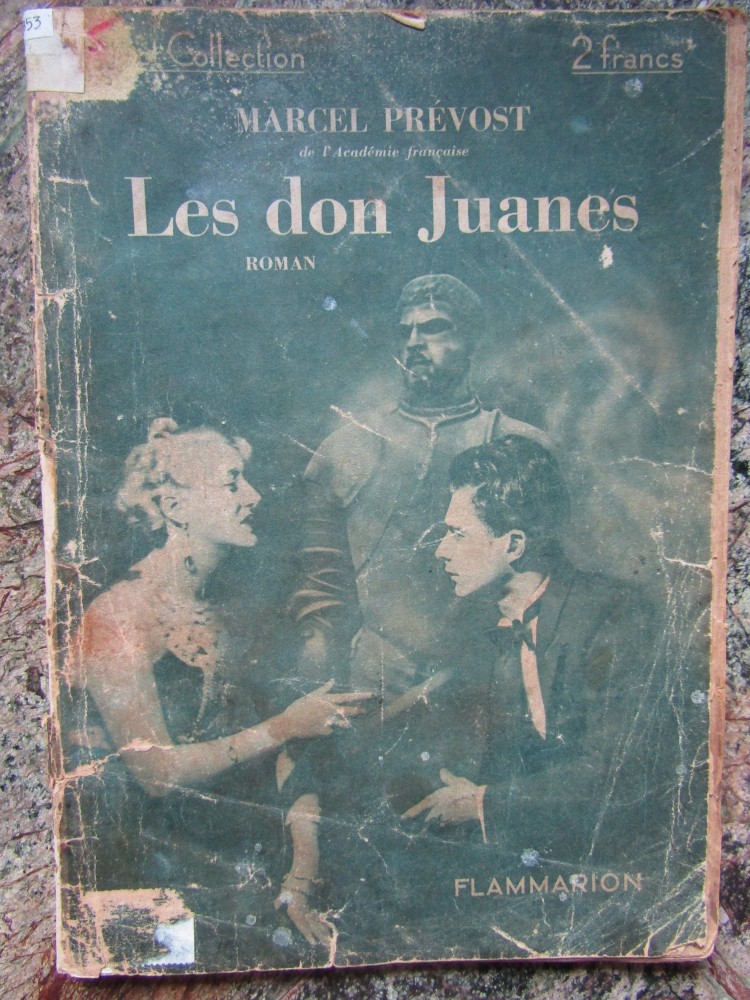 53
Collection
2 francs
MARCEL PRÉVOST
de l'Académie française
Les don Juanes
ROMAN
FLAMMARION